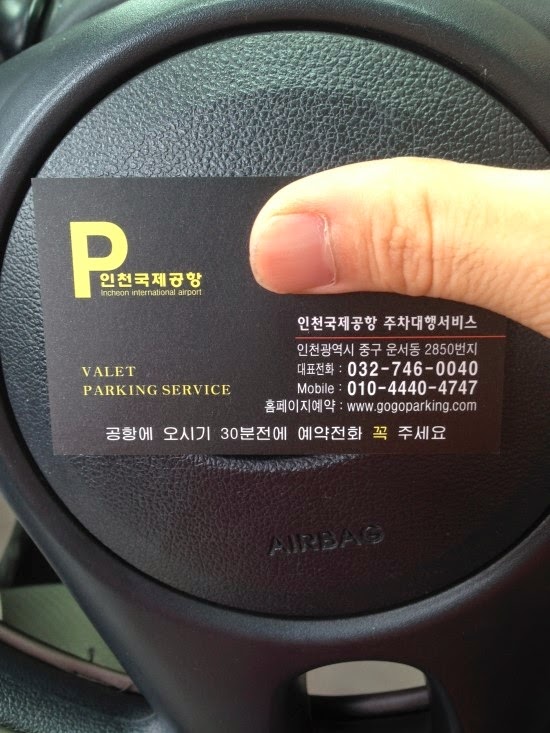 P인천국제공항
Incheon international airport
VALET
PARKING SERVICE
인천국제공항 주차대행서비스
인천광역시 중구 운서동 2850번지
대표전화 : 032-746-0040
Mobile : 010-4440-4747
홈페이지예약 : www.gogoparking.com
공항에 오시기 30분전에 예약전화 꼭 주세요
AIRBAG